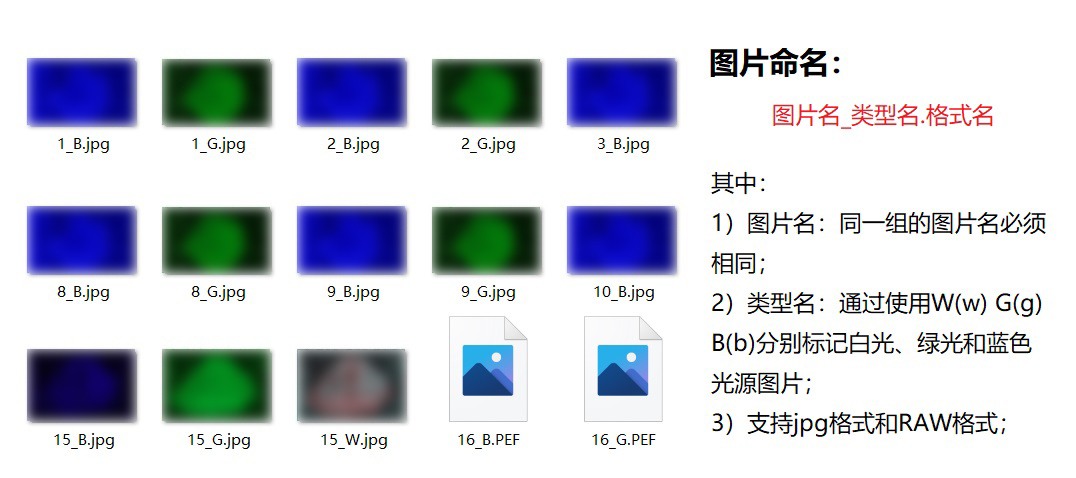 1_B.jpg
1_G.jpg
2_B.jpg
2_G.jpg
3_B.jpg
8_B.jpg
8_G.jpg
9_B.jpg
9_G.jpg
10_B.jpg
15_B.jpg
15_G.jpg
15_W.jpg
16_B.PEF
16_G.PEF
图片命名：
图片名_类型名.格式名
其中：
1）图片名：同一组的图片名必须
相同；
2）类型名：通过使用W(w) G(g)
B(b)分别标记白光、绿光和蓝色
光源图片；
3）支持jpg格式和RAW格式；